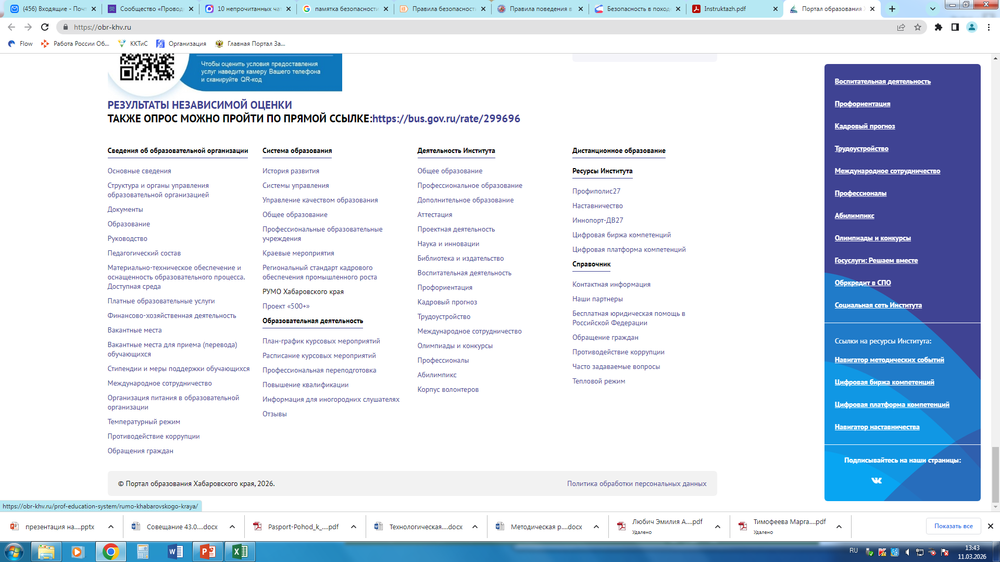 (456) Входящие - Почт
Сообщество «Провод
10 непрочитанных чат
памятка безопасности
Правила безопасност
Правила поведения в
Безопасность в поход
Instruktazh.pdf
Портал образования Х
https://obr-khv.ru
Flow
Работа России Об...
ККТиС
Организация
Главная Портал За...
Чтобы оценить условия предоставления
услуг наведите камеру Вашего телефона
и сканируйте QR-код
РЕЗУЛЬТАТЫ НЕЗАВИСИМОЙ ОЦЕНКИ
ТАКЖЕ ОПРОС МОЖНО ПРОЙТИ ПО ПРЯМОЙ ССЫЛКЕ:https://bus.gov.ru/rate/299696
Сведения об образовательной организации
Основные сведения
Структура и органы управления
образовательной организацией
Документы
Образование
Руководство
Педагогический состав
Материально-техническое обеспечение и
оснащенность образовательного процесса.
Доступная среда
Платные образовательные услуги
Финансово-хозяйственная деятельность
Вакантные места
Вакантные места для приема (перевода)
обучающихся
Стипендии и меры поддержки обучающихся
Международное сотрудничество
Организация питания в образовательной
организации
Температурный режим
Противодействие коррупции
Обращения граждан
Система образования
История развития
Системы управления
Управление качеством образования
Общее образование
Профессиональные образовательные
учреждения
Краевые мероприятия
Региональный стандарт кадрового
обеспечения промышленного роста
РУМО Хабаровского края
Проект «500+»
Образовательная деятельность
План-график курсовых мероприятий
Расписание курсовых мероприятий
Профессиональная переподготовка
Повышение квалификации
Информация для иногородних слушателях
Отзывы
Деятельность Института
Общее образование
Профессиональное образование
Дополнительное образование
Аттестация
Проектная деятельность
Наука и инновации
Библиотека и издательство
Воспитательная деятельность
Профориентация
Кадровый прогноз
Трудоустройство
Международное сотрудничество
Олимпиады и конкурсы
Профессионалы
Абилимпикс
Корпус волонтеров
Дистанционное образование
Ресурсы Института
Профиполис27
Наставничество
Иннопорт-ДВ27
Цифровая биржа компетенций
Цифровая платформа компетенций
Справочник
Контактная информация
Наши партнеры
Бесплатная юридическая помощь в
Российской Федерации
Обращение граждан
Противодействие коррупции
Часто задаваемые вопросы
Тепловой режим
Воспитательная деятельность
Профориентация
Кадровый прогноз
Трудоустройство
Международное сотрудничество
Профессионалы
Абилимпикс
Олимпиады и конкурсы
Госуслуги: Решаем вместе
Обркредит в СПО
Социальная сеть Института
Ссылки на ресурсы Института:
Навигатор методических событий
Цифровая биржа компетенций
Цифровая платформа компетенций
Навигатор наставничества
Подписывайтесь на наши страницы:
© Портал образования Хабаровского края, 2026.
Политика обработки персональных данных
https://obr-khv.ru/prof-education-system/rumo-khabarovskogo-kraya/
презентация на....pptx
Совещание 43.0....docx
Pasport-Pohod_k_....pdf
Технологическая....docx
Методическая р....docx
Любич Эмилия А....pdf
Удалено
Тимофеева Марга....pdf
Удалено
Показать все
RU
13:43
11.03.2026